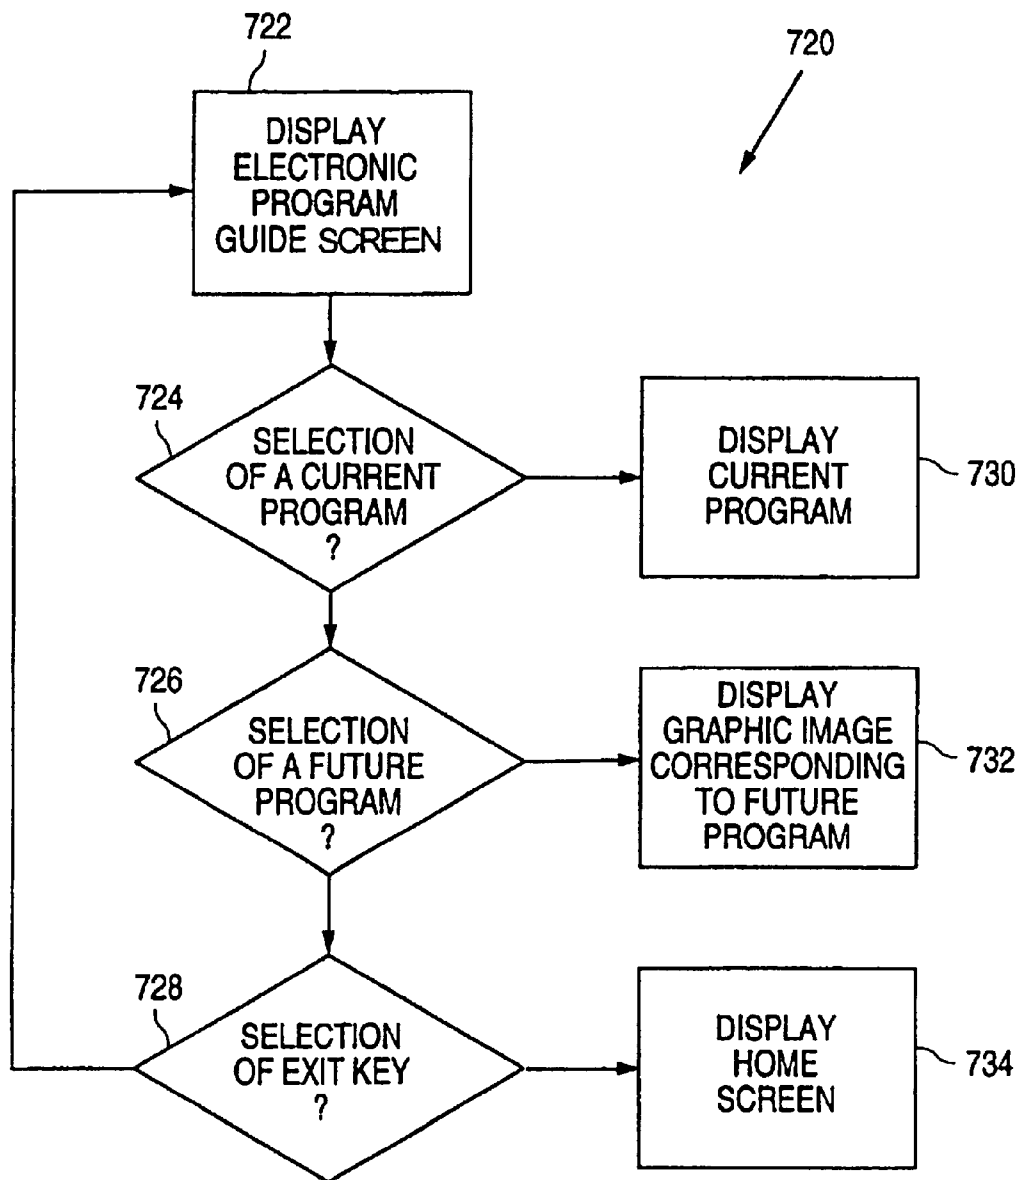 722
720
DISPLAY
ELECTRONIC
PROGRAM
GUIDE SCREEN
724
SELECTION
OF A CURRENT
PROGRAM
?
DISPLAY
CURRENT
PROGRAM
730
726
SELECTION
OF A FUTURE
PROGRAM
?
DISPLAY
GRAPHIC IMAGE
CORRESPONDING
TO FUTURE
PROGRAM
732
728
SELECTION
OF EXIT KEY
?
DISPLAY
HOME
SCREEN
734